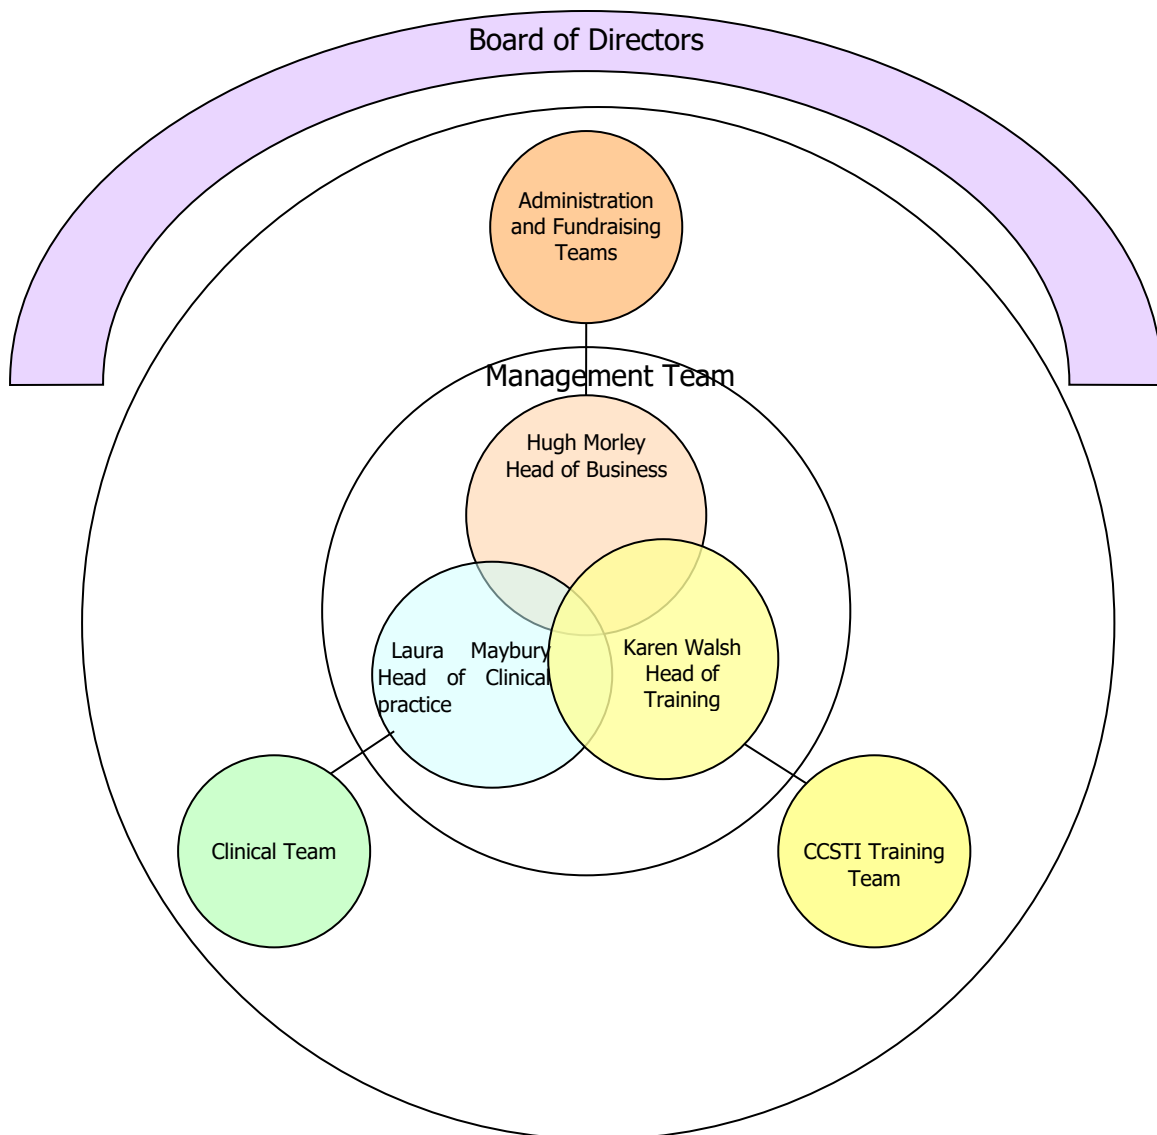 Board of Directors
Administration
and Fundraising
Teams
Management Team
Hugh Morley
Head of Business
Laura Maybury
Head of Clinical
practice
Karen Walsh
Head of
Training
Clinical Team
CCSTI Training
Team